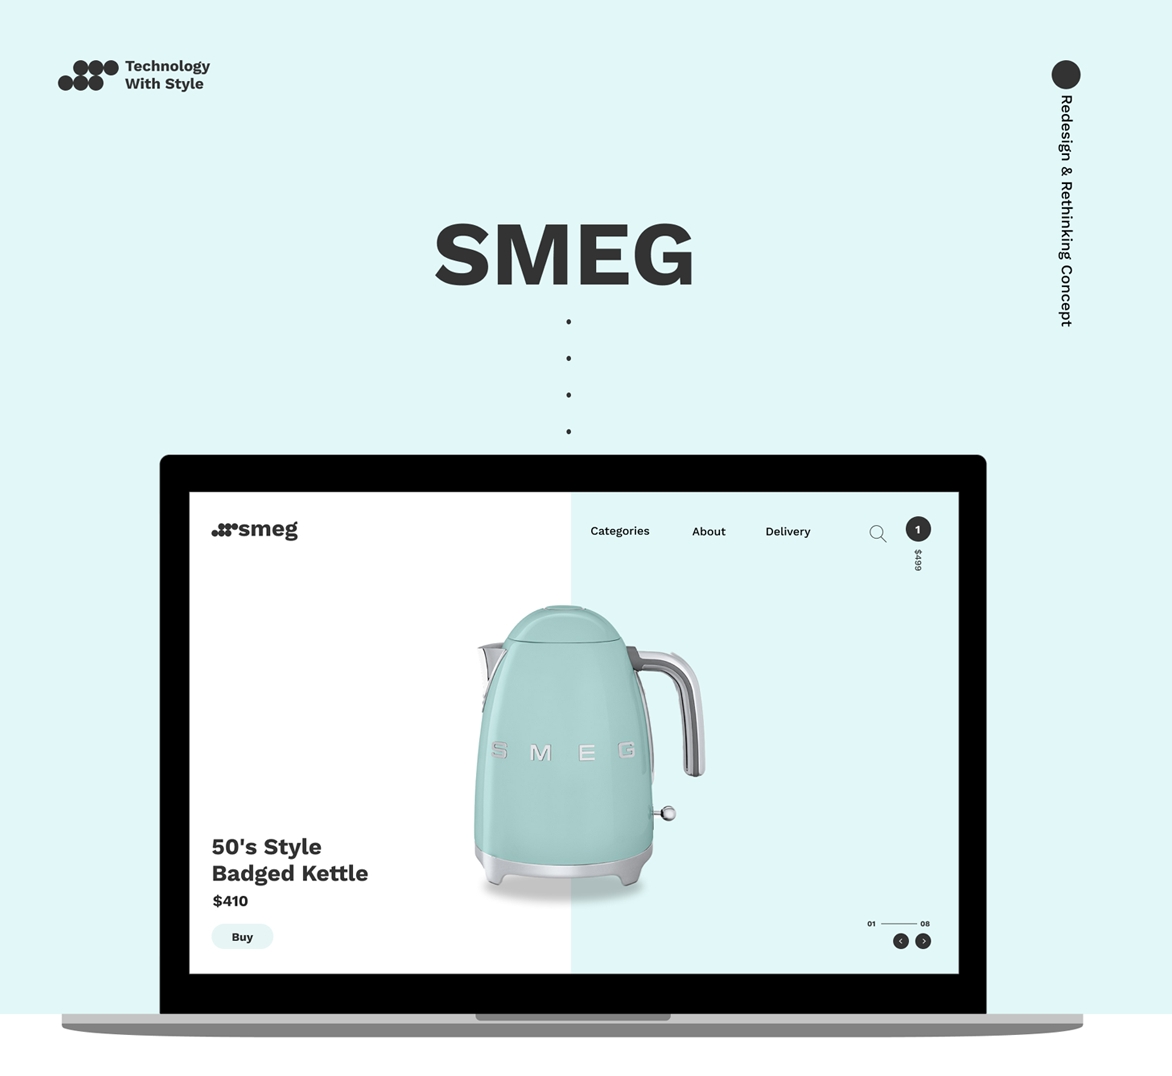 Technology
With Style
Redesign & Rethinking Concept
SMEG
smeg
Categories
About
Delivery
1
$499
SMEG
50's Style
Badged Kettle
$410
Buy
01
08